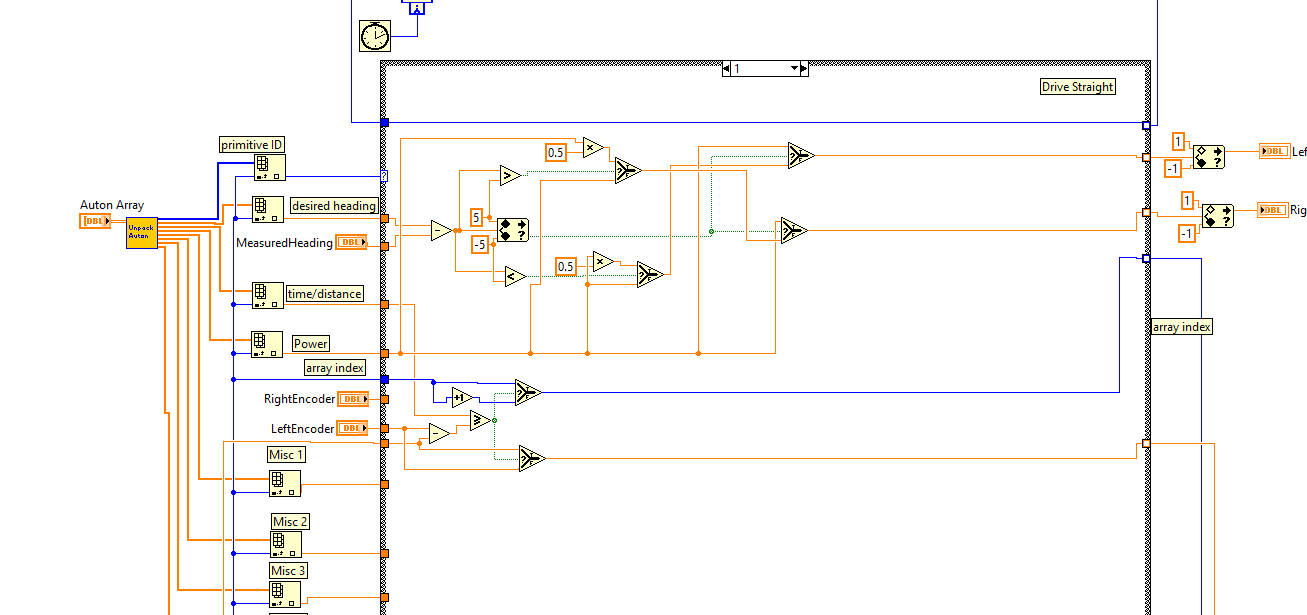 1
Drive Straight
primitive ID
0.5
1
-1
DBL
Lef
Auton Array
[DBL]
Unpack
Auton
desired heading
5
1
-1
DBL
Rig
MeasuredHeading
DBL
-5
0.5
time/distance
array index
Power
array index
RightEncoder
DBL
+1
LeftEncoder
DBL
Misc 1
Misc 2
Misc 3